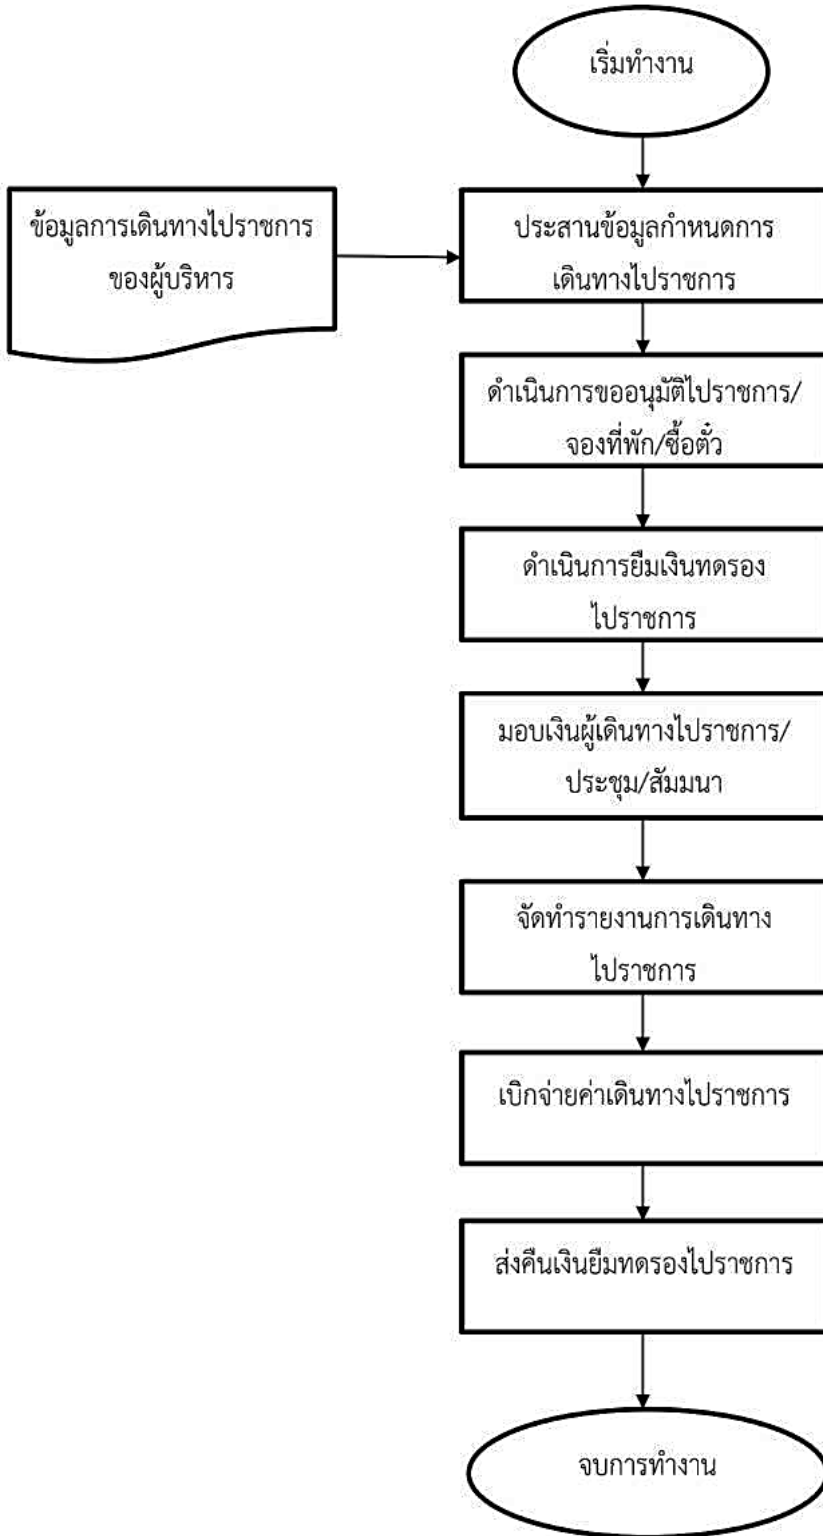 เริ่มทำงาน
ข้อมูลการเดินทางไปราชการ
ของผู้บริหาร
ประสานข้อมูลกำหนดการ
เดินทางไปราชการ
ดำเนินการขออนุมัติไปราชการ/
จองที่พัก/ซื้อตั๋ว
ดำเนินการยืมเงินทดรอง
ไปราชการ
มอบเงินผู้เดินทางไปราชการ/
ประชุม/สัมมนา
จัดทำรายงานการเดินทาง
ไปราชการ
เบิกจ่ายค่าเดินทางไปราชการ
ส่งคืนเงินยืมทดรองไปราชการ
จบการทำงาน